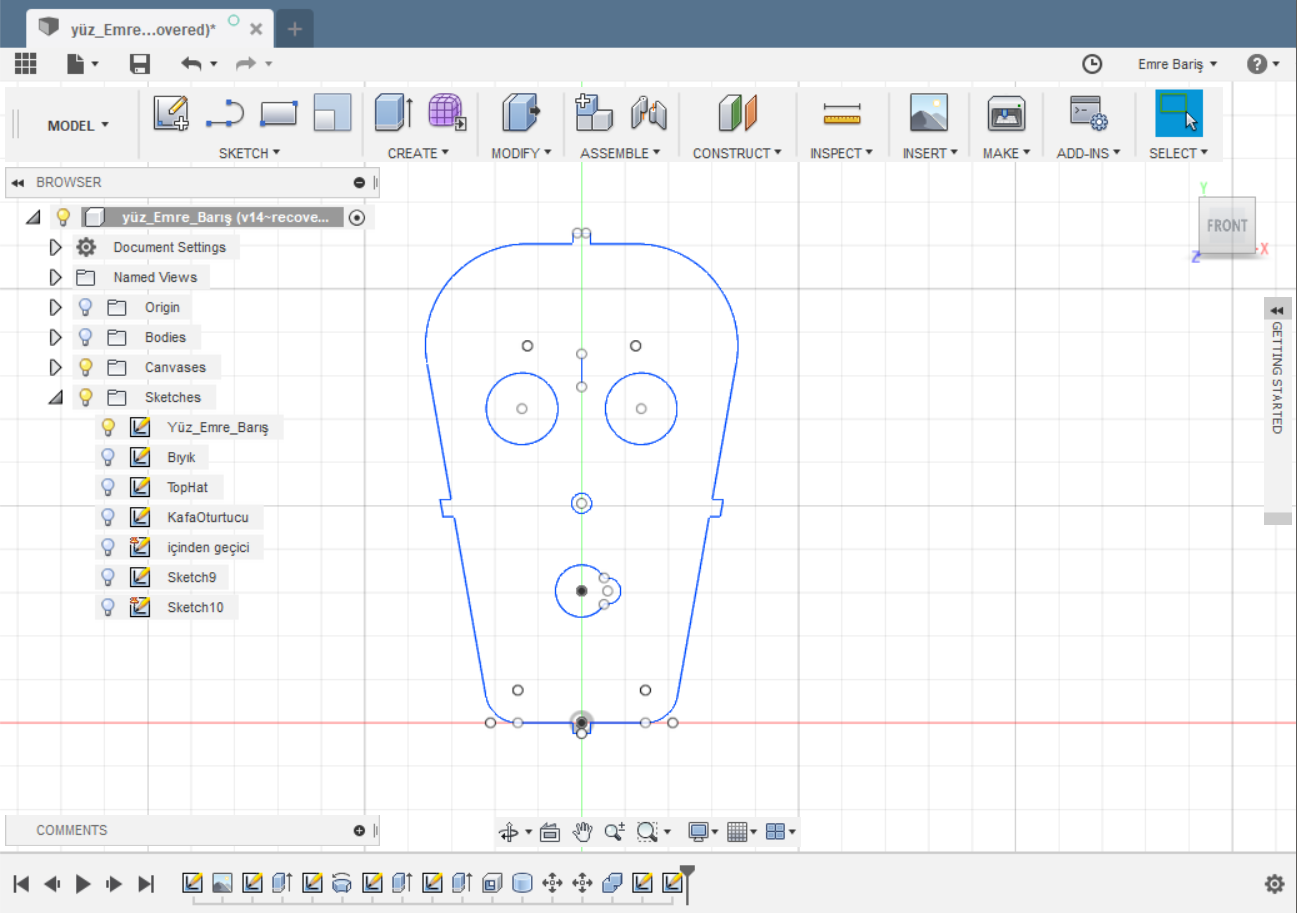 yüz_Emre...overed)*
Emre Bariş
MODEL
SKETCH
CREATE
MODIFY
ASSEMBLE
CONSTRUCT
INSPECT
INSERT
MAKE
ADD-INS
SELECT
BROWSER
yüz_Emre_Barış (v14~recove...
Document Settings
Named Views
Origin
Bodies
Canvases
Sketches
Yüz_Emre_Barış
Bıyık
TopHat
KafaOturtucu
içinden geçici
Sketch9
Sketch10
Y
FRONT
X
Z
GETTING STARTED
COMMENTS